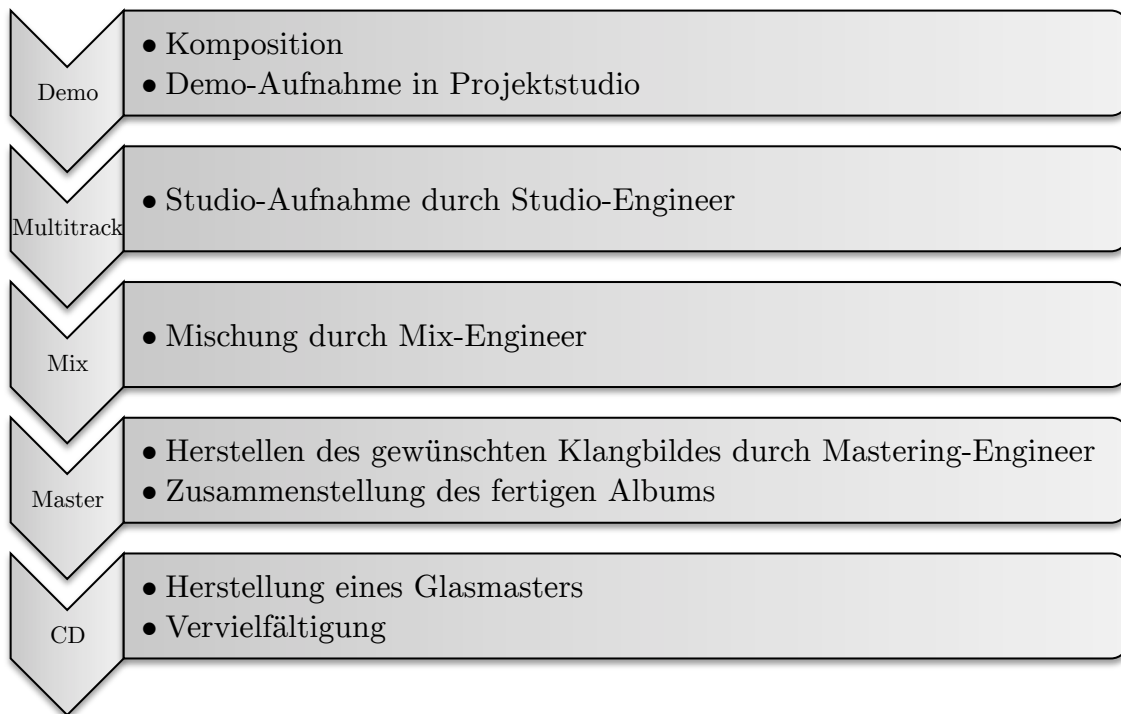 Demo
• Komposition
• Demo-Aufnahme in Projektstudio
Multitrack
• Studio-Aufnahme durch Studio-Engineer
Mix
• Mischung durch Mix-Engineer
Master
• Herstellen des gewünschten Klangbildes durch Mastering-Engineer
• Zusammenstellung des fertigen Albums
CD
• Herstellung eines Glasmasters
• Vervielfältigung